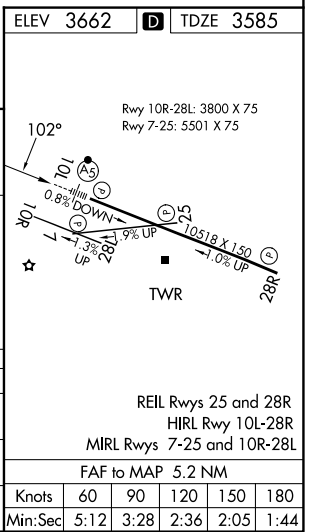 ELEV 3662 D TDZE 3585
Rwy 10R-28L: 3800 X 75
Rwy 7-25: 5501 X 75
102°
10L
A5
P
0.8% DOWN
P
25
10R
P
7
1.9% UP
28L
1.3%
UP
10518 X 150
1.0% UP
P
28R
TWR
REIL Rwys 25 and 28R
HIRL Rwy 10L-28R
MIRL Rwys 7-25 and 10R-28L
FAF to MAP 5.2 NM
Knots 60 90 120 150 180
Min:Sec 5:12 3:28 2:36 2:05 1:44